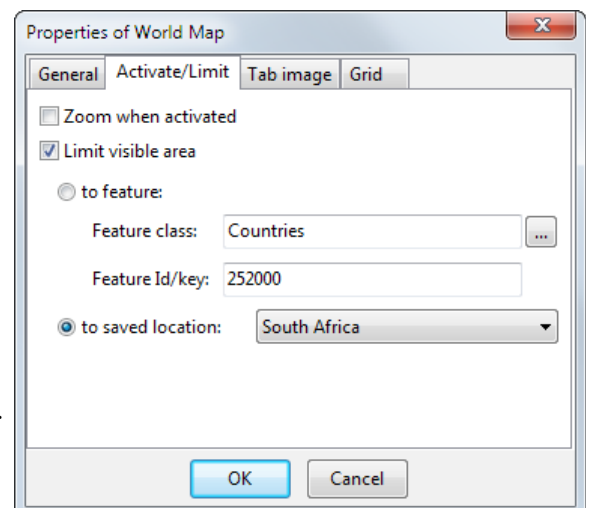 Properties of World Map
General Activate/Limit Tab image Grid
Zoom when activated
Limit visible area
to feature:
Feature class: Countries ...
Feature Id/key: 252000
to saved location: South Africa
OK Cancel